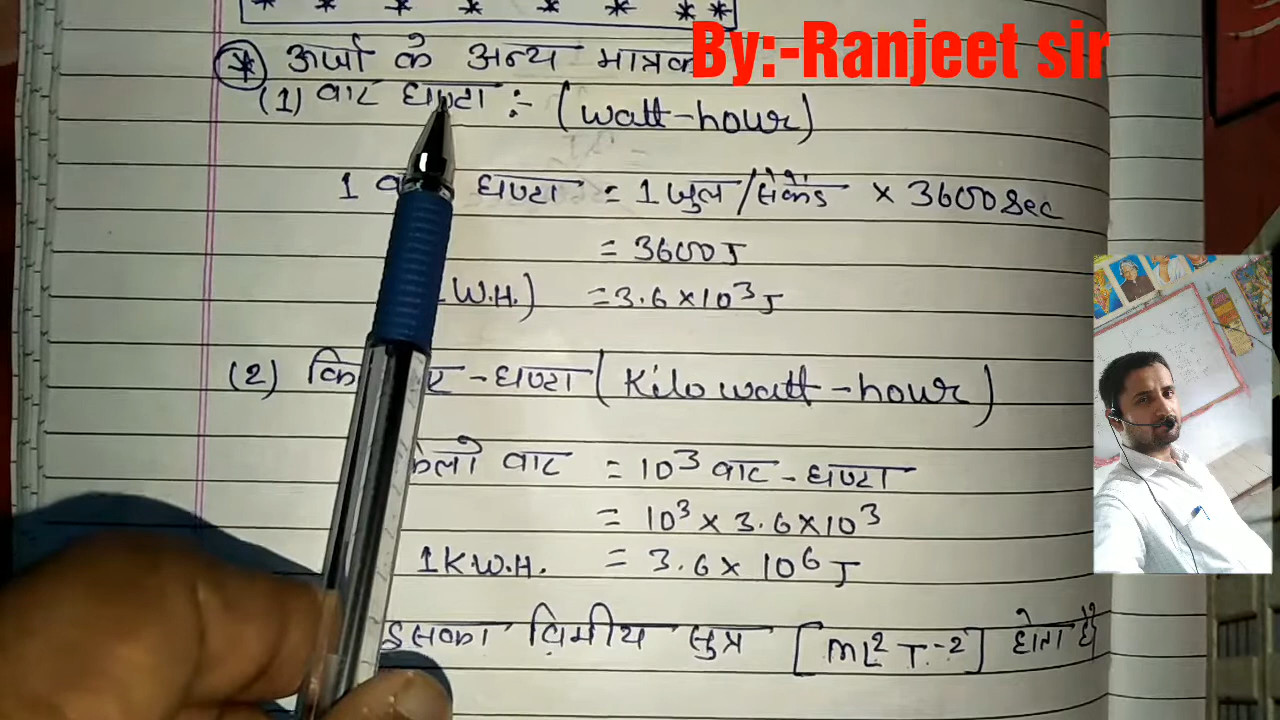 * * * * * * * *
ऊर्जा के अन्य मात्रक
By:-Ranjeet sir
(1) वाट घण्टा :- (watt-hour)
1 घण्टा = 1 जुल/सेकेंड × 3600 Sec
= 3600 J
W.H.) = 3.6 × 10³ J
(2) कि - घण्टा (Kilo watt - hour)
वाट = 10³ वाट - घण्टा
= 10³ × 3.6 × 10³
1 K.W.H. = 3.6 × 10⁶ J
इसका विमीय सुत्र [ML² T⁻²] होता है